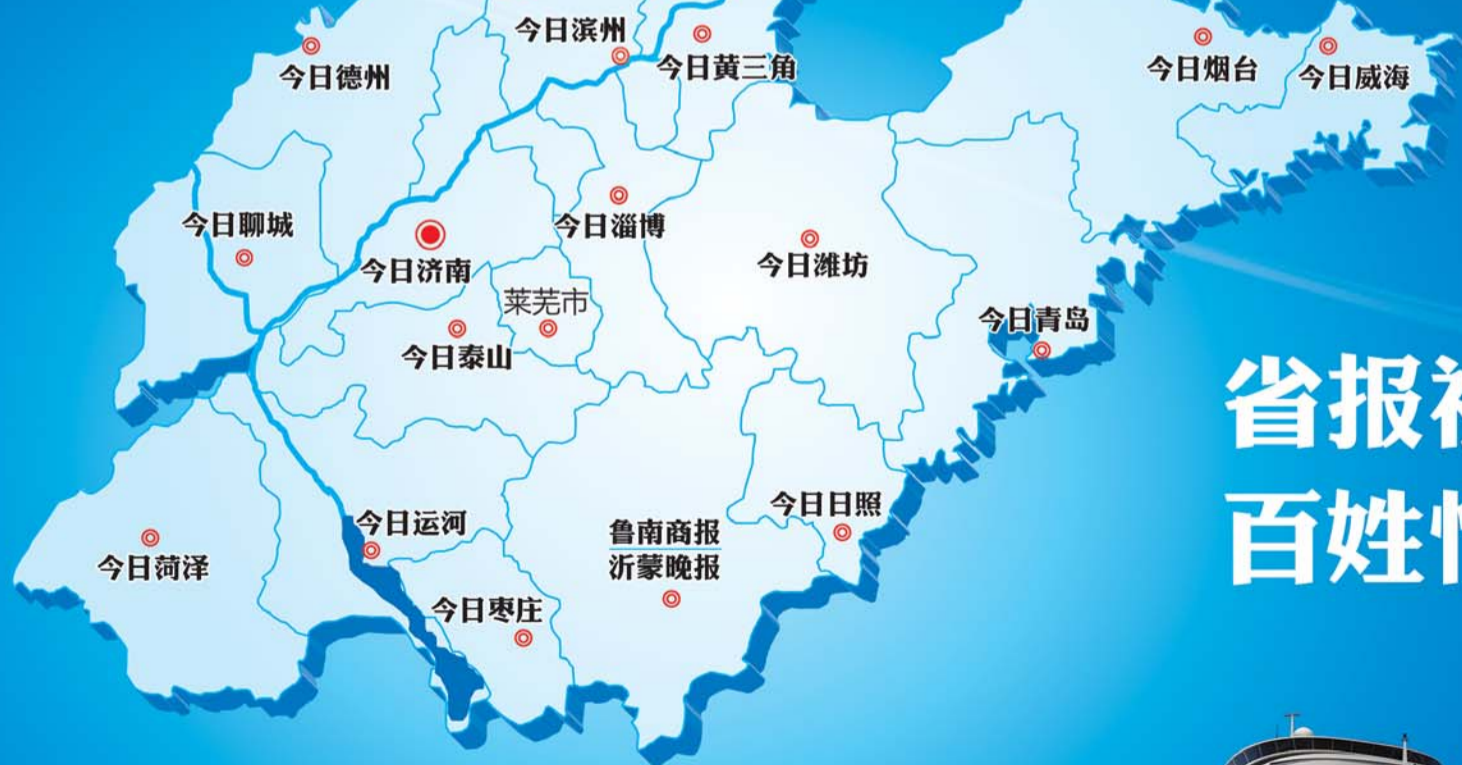 今日滨州
今日黄三角
今日德州
今日烟台
今日威海
今日聊城
今日淄博
今日济南
今日潍坊
莱芜市
今日青岛
今日泰山
省报
今日日照
今日运河
鲁南商报
沂蒙晚报
百姓
今日菏泽
今日枣庄